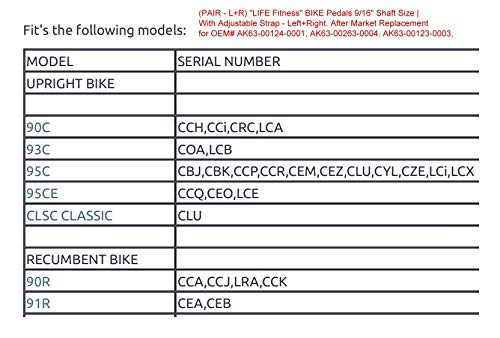 (PAIR - L+R) "LIFE Fitness" BIKE Pedals 9/16" Shaft Size |
With Adjustable Strap - Left+Right. After Market Replacement
for OEM# AK63-00124-0001, AK63-00263-0004, AK63-00123-0003,
Fit's the following models:
MODEL SERIAL NUMBER
UPRIGHT BIKE
90C CCH,CCi,CRC,LCA
93C COA,LCB
95C CBJ,CBK,CCP,CCR,CEM,CEZ,CLU,CYL,CZE,LCi,LCX
95CE CCQ,CEO,LCE
CLSC CLASSIC CLU
RECUMBENT BIKE
90R CCA,CCJ,LRA,CCK
91R CEA,CEB